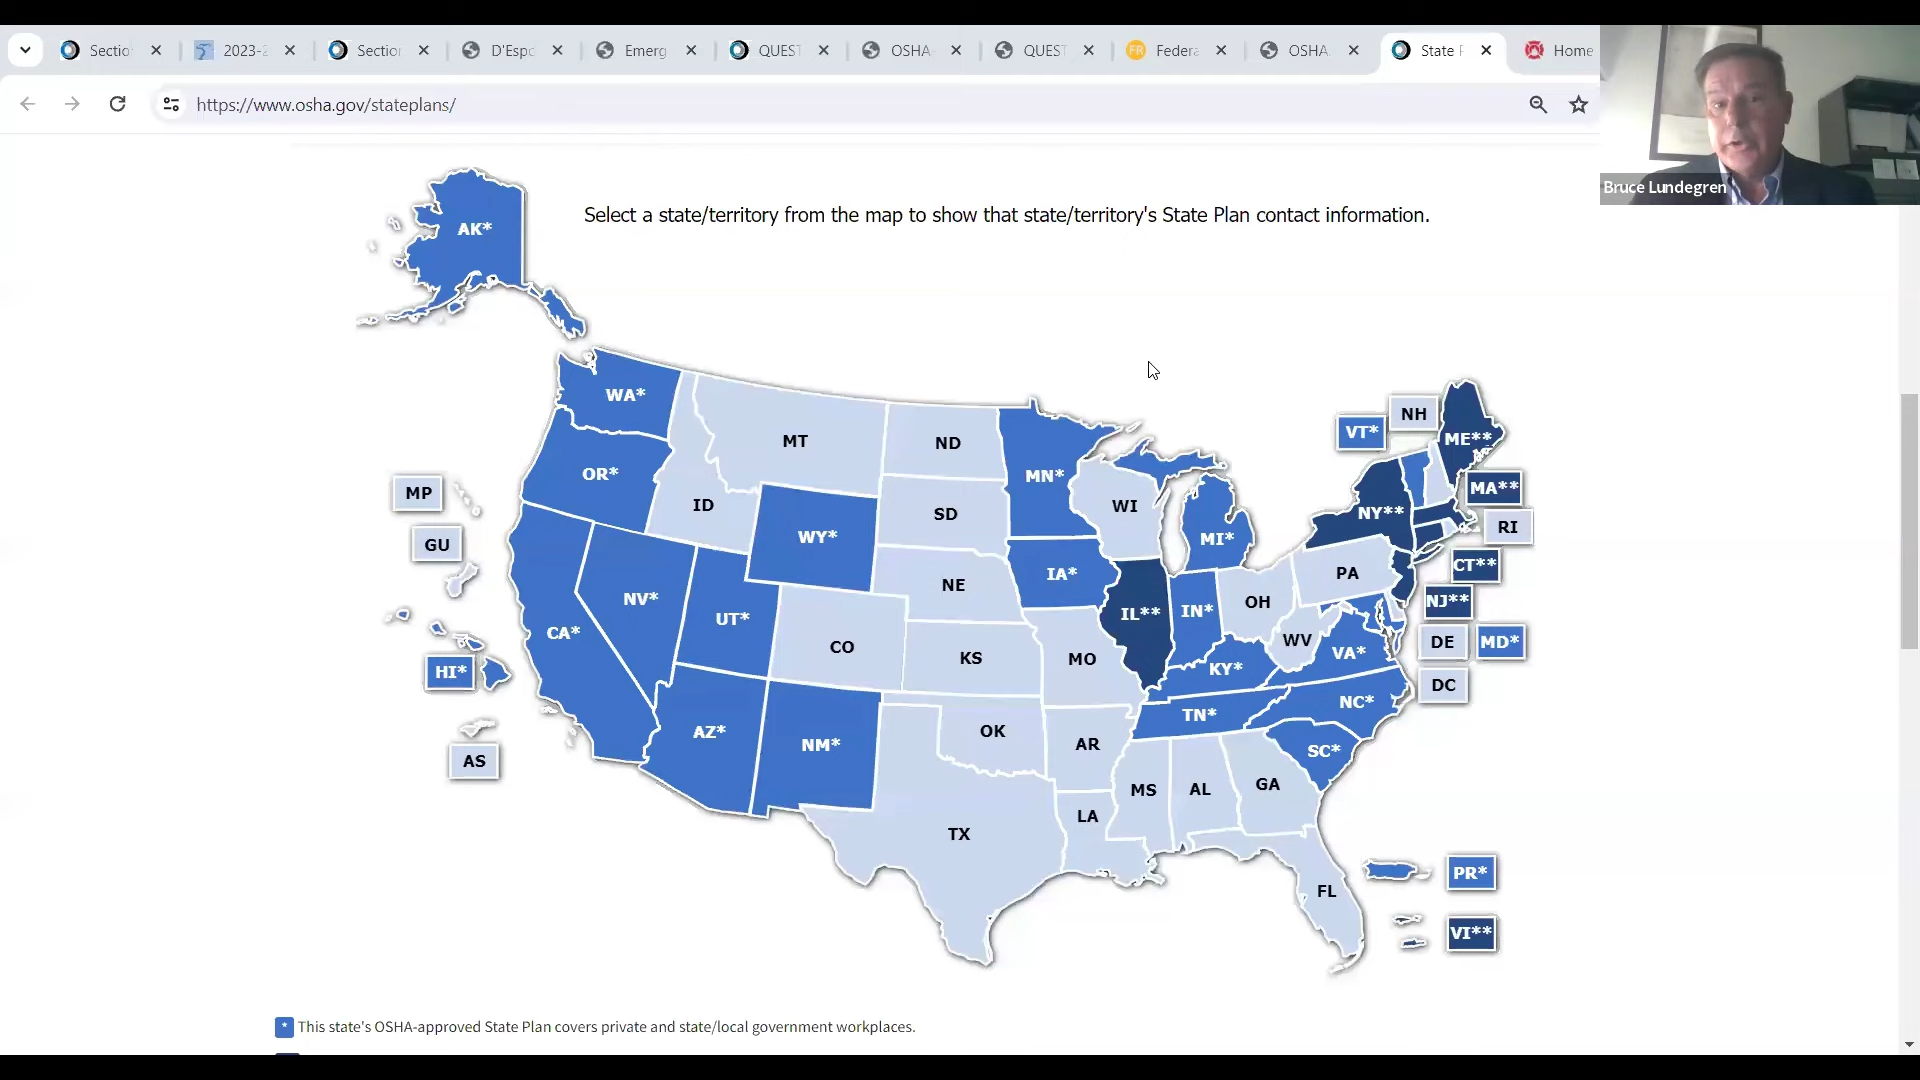 Sectio
2023-2
Section
D'Espo
Emerg
QUEST
OSHA
QUEST
Federa
OSHA
State P
Home
FR
https://www.osha.gov/stateplans/
Bruce Lundegren
Select a state/territory from the map to show that state/territory's State Plan contact information.
AK*
WA*
MT
ND
MN*
VT*
NH
ME**
OR*
ID
SD
WI
MI*
NY**
MA**
RI
MP
GU
WY*
NE
IA*
PA
CT**
NV*
UT*
CO
KS
MO
IL**
IN*
OH
WV
NJ**
CA*
HI*
KY*
VA*
DE
MD*
DC
AS
AZ*
NM*
OK
AR
TN*
NC*
SC*
TX
LA
MS
AL
GA
FL
PR*
VI**
* This state's OSHA-approved State Plan covers private and state/local government workplaces.